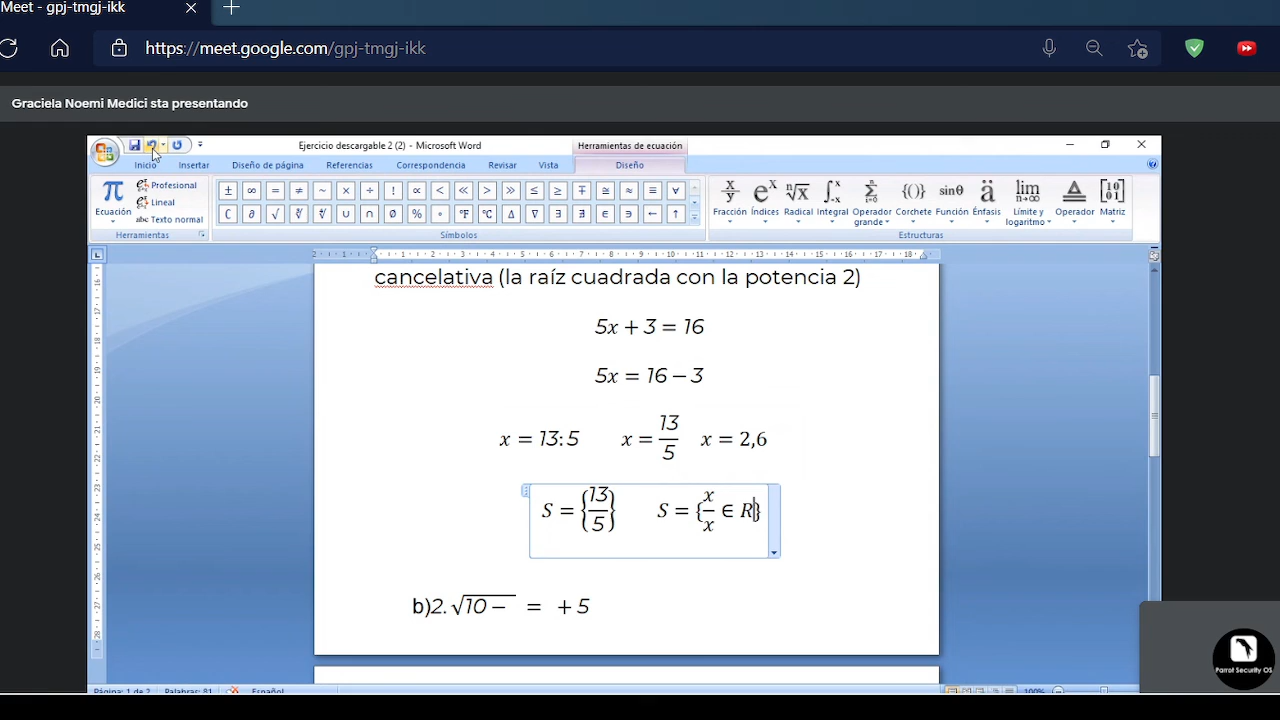 Meet - gpj-tmgj-ikk
https://meet.google.com/gpj-tmgj-ikk
Graciela Noemi Medici sta presentando
Ejercicio descargable 2 (2) - Microsoft Word
Herramientas de ecuación
Inicio Insertar Diseño de página Referencias Correspondencia Revisar Vista Diseño
π Ecuación Profesional Lineal abc Texto normal
± ∞ = ≠ ~ × ÷ ! ∝ < ≪ > ≫ ≤ ≥ ∓ ≅ ≈ ≡ ∀
∁ ∂ √ ∛ ∜ ∪ ∩ ∅ % ° °F °C ∆ ∇ ∃ ∄ ∈ ∋ ← ↑
Fracción Índices Radical Integral Operador grande Corchete Función Énfasis Límite y logaritmo Operador Matriz
Herramientas Símbolos Estructuras
cancelativa (la raíz cuadrada con la potencia 2)
5x + 3 = 16
5x = 16 − 3
x = 13:5 x = 13/5 x = 2,6
S = {13/5} S = {x/x ∈ R}
b)2. √10 − = + 5
Página: 1 de 2 Palabras: 81 Español 100%
Parrot Security OS